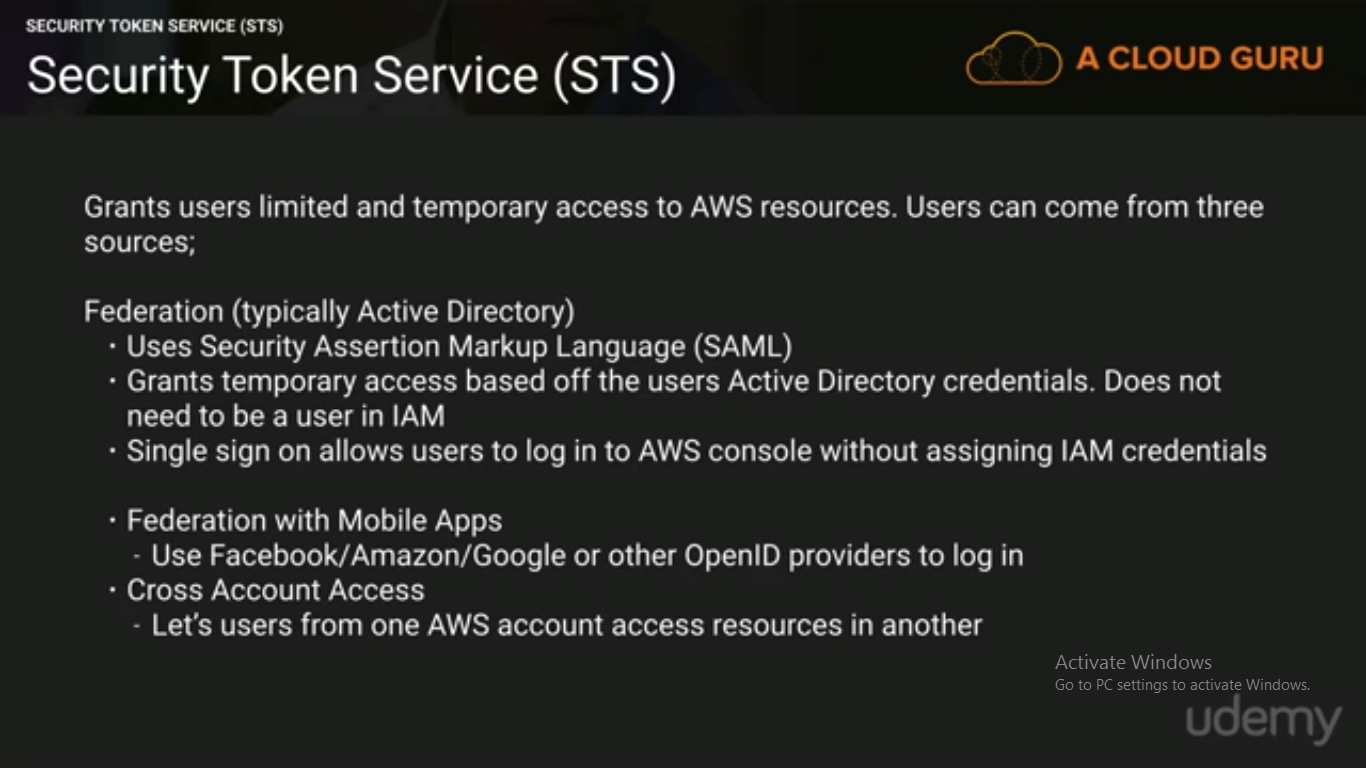 SECURITY TOKEN SERVICE (STS)
Security Token Service (STS)
A CLOUD GURU
Grants users limited and temporary access to AWS resources. Users can come from three
sources;
Federation (typically Active Directory)
· Uses Security Assertion Markup Language (SAML)
· Grants temporary access based off the users Active Directory credentials. Does not
need to be a user in IAM
· Single sign on allows users to log in to AWS console without assigning IAM credentials
· Federation with Mobile Apps
- Use Facebook/Amazon/Google or other OpenID providers to log in
· Cross Account Access
- Let's users from one AWS account access resources in another
Activate Windows
Go to PC settings to activate Windows.
udemy